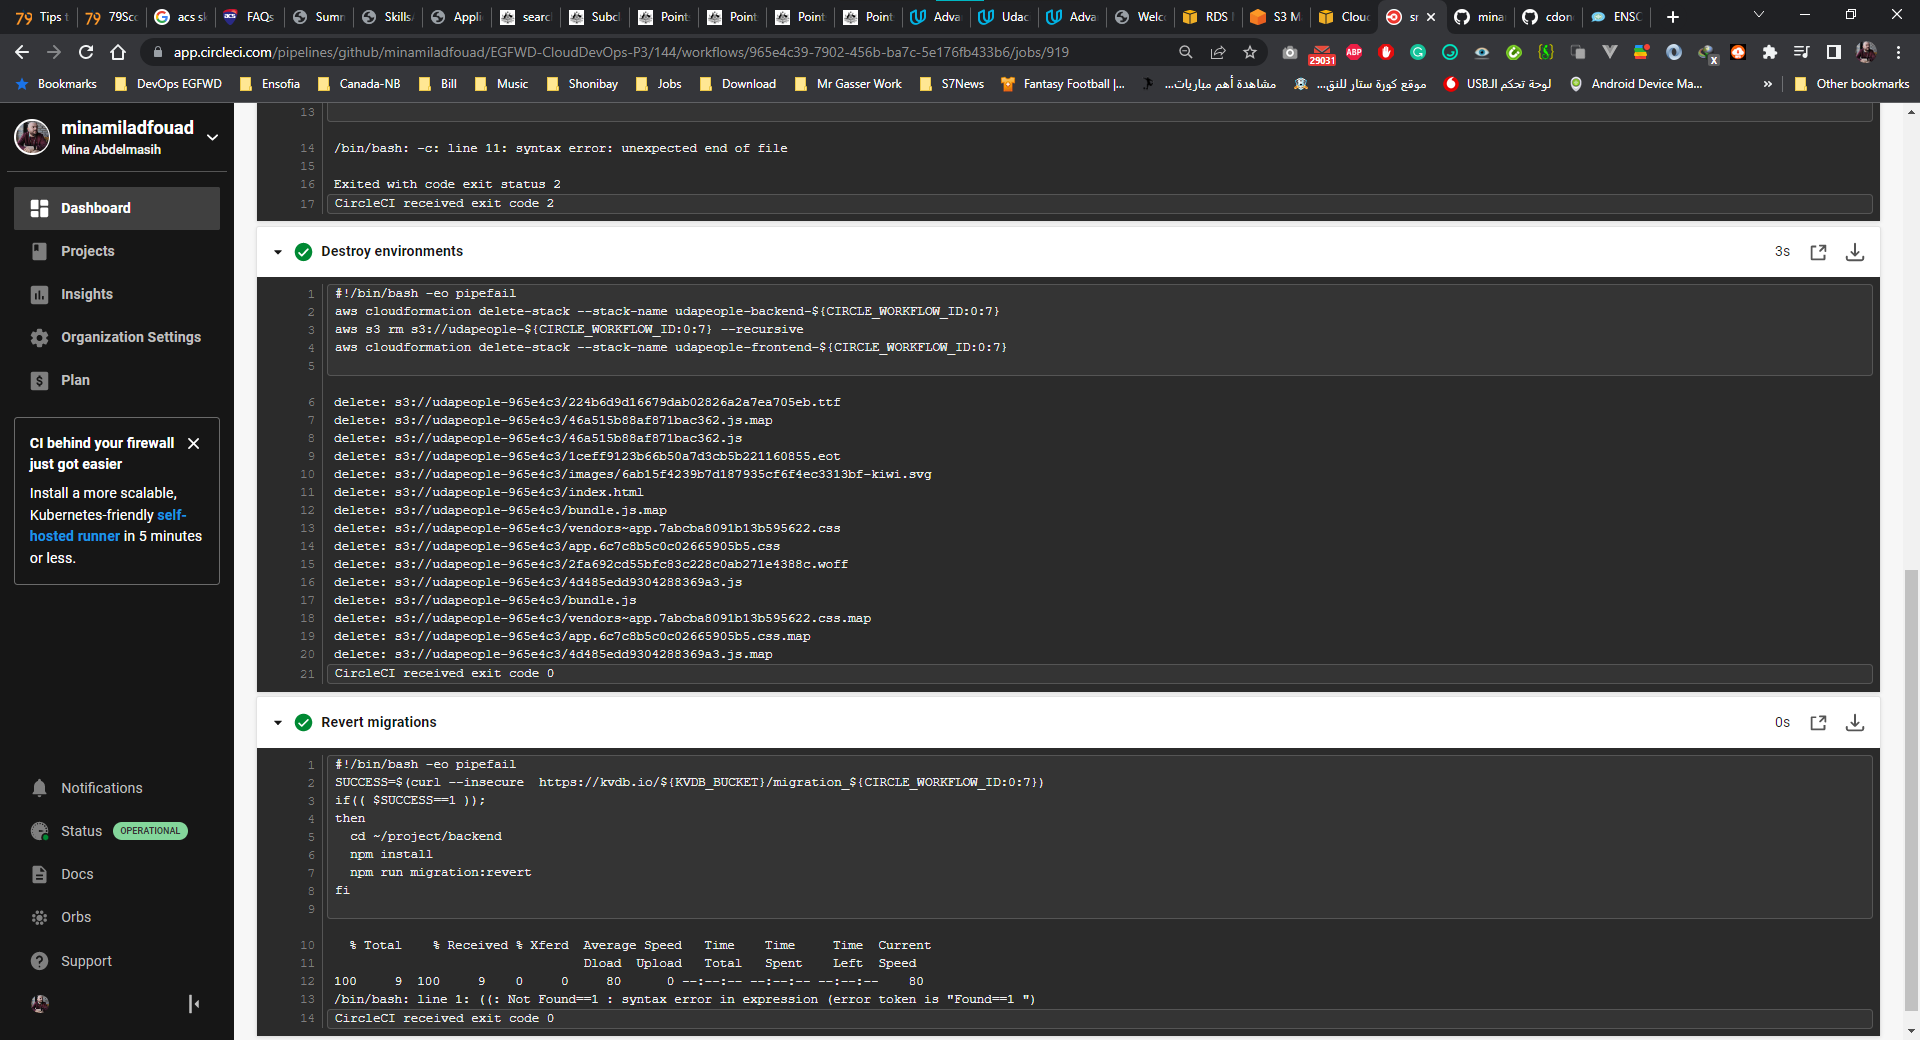 Tips t
79Sco
acs sk
FAQs
Sumr
Skills
Appli
searc
Subcl
Point
Point
Point
Point
Adva
Udac
Adva
Welc
RDS
S3 M
Clou
sr
mina
cdon
ENSC
app.circleci.com/pipelines/github/minamiladfouad/EGFWD-CloudDevOps-P3/144/workflows/965e4c39-7902-456b-ba7c-5e176fb433b6/jobs/919
29031
ABP
Bookmarks
DevOps EGFWD
Ensofia
Canada-NB
Bill
Music
Shonibay
Jobs
Download
Mr Gasser Work
S7News
Fantasy Football |...
مشاهدة أهم مباريات...
موقع كورة ستار للنق...
لوحة تحكم الـUSB
Android Device Ma...
»
Other bookmarks
minamiladfouad
Mina Abdelmasih
Dashboard
Projects
Insights
Organization Settings
Plan
CI behind your firewall
just got easier
Install a more scalable,
Kubernetes-friendly self-
hosted runner in 5 minutes
or less.
Notifications
Status OPERATIONAL
Docs
Orbs
Support
13
14 /bin/bash: -c: line 11: syntax error: unexpected end of file
15
16 Exited with code exit status 2
17 CircleCI received exit code 2
Destroy environments
3s
1 #!/bin/bash -eo pipefail
2 aws cloudformation delete-stack --stack-name udapeople-backend-${CIRCLE_WORKFLOW_ID:0:7}
3 aws s3 rm s3://udapeople-${CIRCLE_WORKFLOW_ID:0:7} --recursive
4 aws cloudformation delete-stack --stack-name udapeople-frontend-${CIRCLE_WORKFLOW_ID:0:7}
5
6 delete: s3://udapeople-965e4c3/224b6d9d16679dab02826a2a7ea705eb.ttf
7 delete: s3://udapeople-965e4c3/46a515b88af871bac362.js.map
8 delete: s3://udapeople-965e4c3/46a515b88af871bac362.js
9 delete: s3://udapeople-965e4c3/1ceff9123b66b50a7d3cb5b221160855.eot
10 delete: s3://udapeople-965e4c3/images/6ab15f4239b7d187935cf6f4ec3313bf-kiwi.svg
11 delete: s3://udapeople-965e4c3/index.html
12 delete: s3://udapeople-965e4c3/bundle.js.map
13 delete: s3://udapeople-965e4c3/vendors~app.7abcba8091b13b595622.css
14 delete: s3://udapeople-965e4c3/app.6c7c8b5c0c02665905b5.css
15 delete: s3://udapeople-965e4c3/2fa692cd55bfc83c228c0ab271e4388c.woff
16 delete: s3://udapeople-965e4c3/4d485edd9304288369a3.js
17 delete: s3://udapeople-965e4c3/bundle.js
18 delete: s3://udapeople-965e4c3/vendors~app.7abcba8091b13b595622.css.map
19 delete: s3://udapeople-965e4c3/app.6c7c8b5c0c02665905b5.css.map
20 delete: s3://udapeople-965e4c3/4d485edd9304288369a3.js.map
21 CircleCI received exit code 0
Revert migrations
0s
1 #!/bin/bash -eo pipefail
2 SUCCESS=$(curl --insecure  https://kvdb.io/${KVDB_BUCKET}/migration_${CIRCLE_WORKFLOW_ID:0:7})
3 if(( $SUCCESS==1 ));
4 then
5   cd ~/project/backend
6   npm install
7   npm run migration:revert
8 fi
9
10 % Total    % Received % Xferd  Average Speed   Time    Time     Time  Current
11 Dload  Upload   Total   Spent    Left  Speed
12 100     9  100     9    0     0     80      0 --:--:-- --:--:-- --:--:--    80
13 /bin/bash: line 1: ((: Not Found==1 : syntax error in expression (error token is "Found==1 ")
14 CircleCI received exit code 0